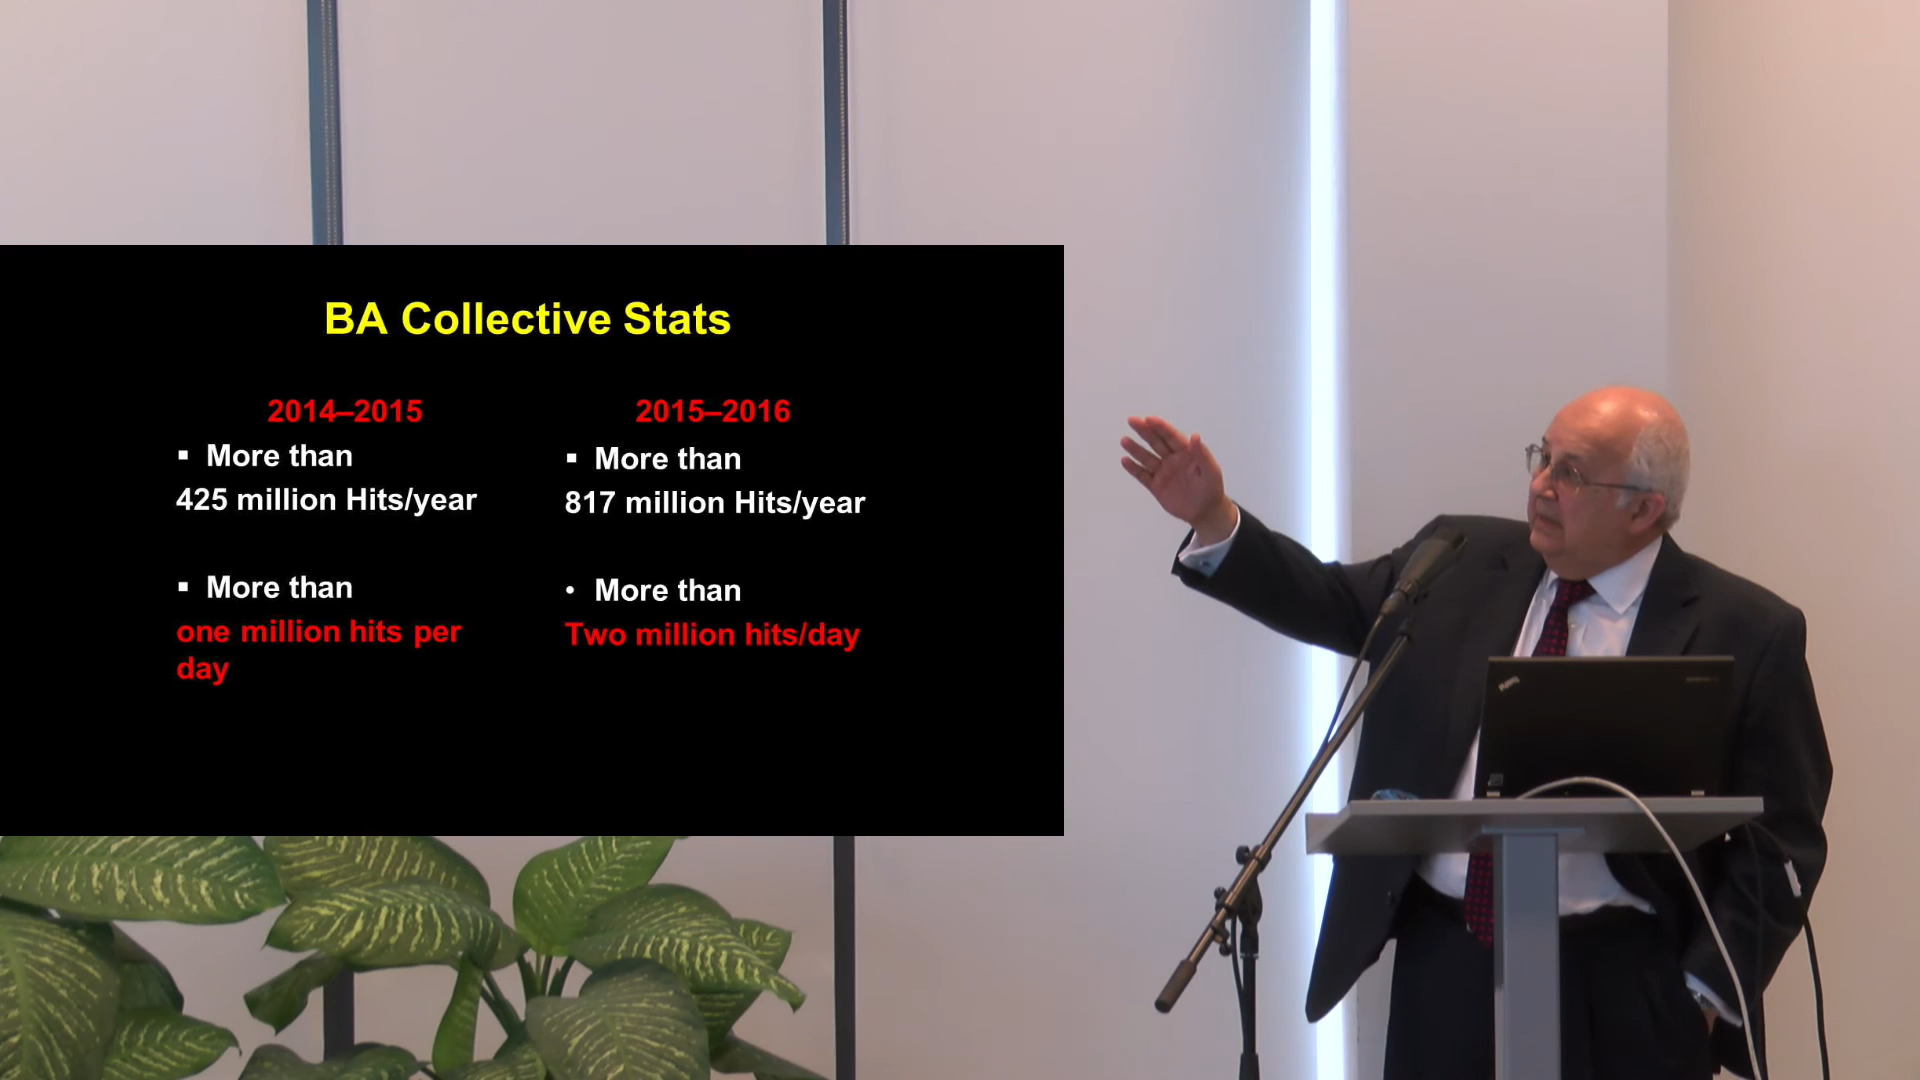 BA Collective Stats
2014–2015
▪ More than
425 million Hits/year
▪ More than
one million hits per
day
2015–2016
▪ More than
817 million Hits/year
• More than
Two million hits/day